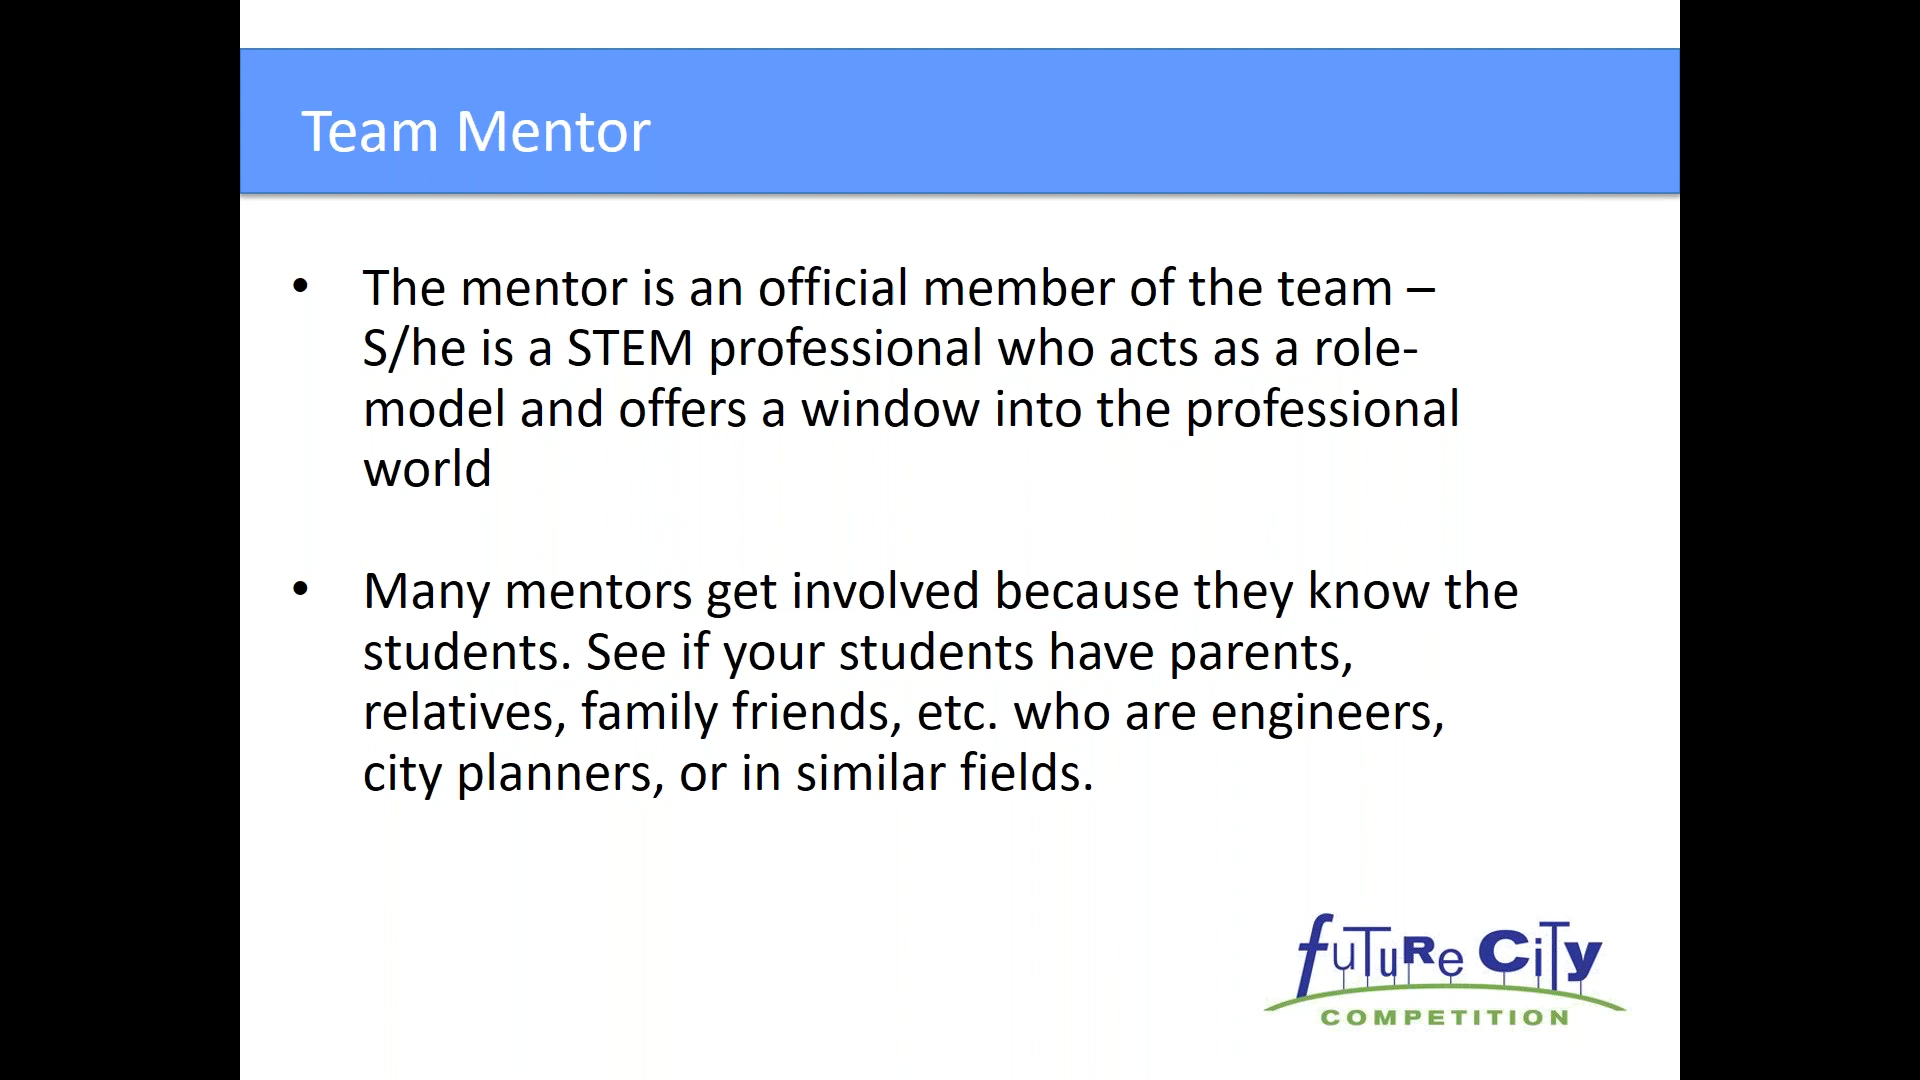 Team Mentor
• The mentor is an official member of the team –
S/he is a STEM professional who acts as a role-
model and offers a window into the professional
world
• Many mentors get involved because they know the
students. See if your students have parents,
relatives, family friends, etc. who are engineers,
city planners, or in similar fields.
fuTuRe CiTy
COMPETITION